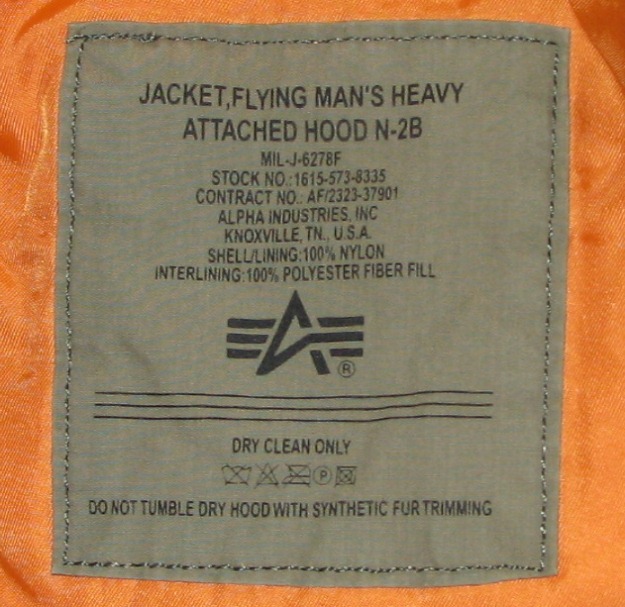 JACKET,FLYING MAN'S HEAVY
ATTACHED HOOD N-2B
MIL-J-6278F
STOCK NO.:1615-573-8335
CONTRACT NO.: AF/2323-37901
ALPHA INDUSTRIES, INC
KNOXVILLE, TN., U.S.A.
SHELL/LINING:100% NYLON
INTERLINING:100% POLYESTER FIBER FILL
®
DRY CLEAN ONLY
P
DO NOT TUMBLE DRY HOOD WITH SYNTHETIC FUR TRIMMING